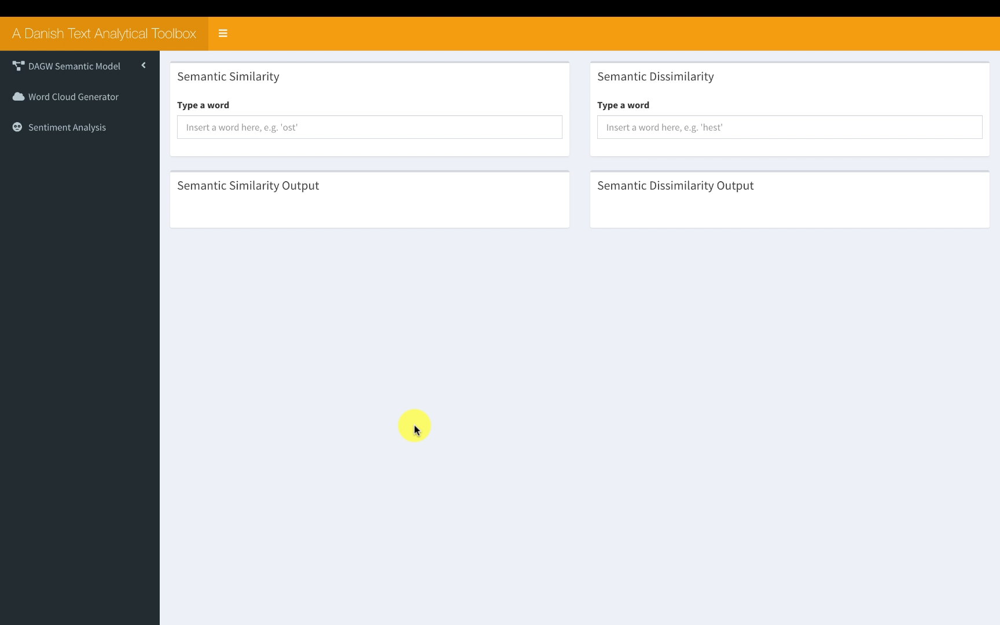 A Danish Text Analytical Toolbox
DAGW Semantic Model
Word Cloud Generator
Sentiment Analysis
Semantic Similarity
Type a word
Insert a word here, e.g. 'ost'
Semantic Similarity Output
Semantic Dissimilarity
Type a word
Insert a word here, e.g. 'hest'
Semantic Dissimilarity Output